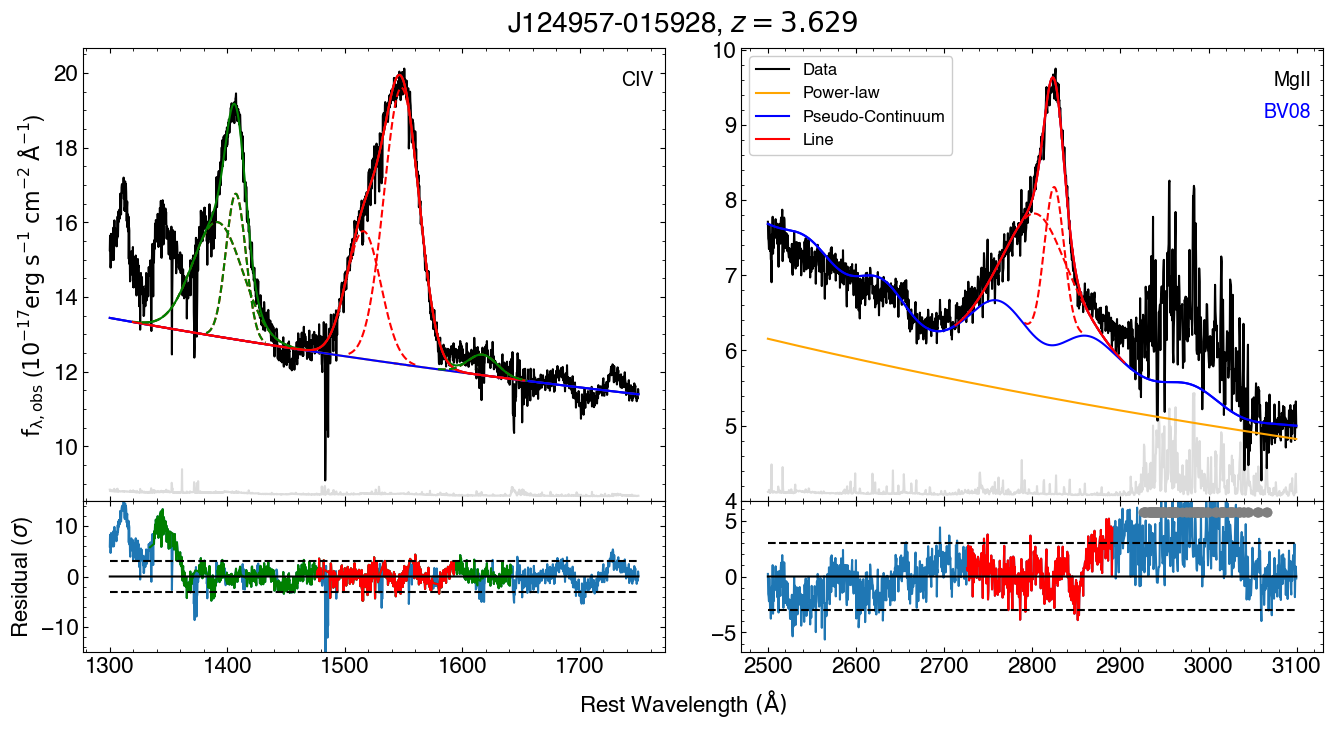 J124957-015928, z = 3.629
CIV
20
18
16
14
12
10
f_λ,obs (10⁻¹⁷erg s⁻¹ cm⁻² Å⁻¹)
Data
Power-law
Pseudo-Continuum
Line
MgII
BV08
10
9
8
7
6
5
4
10
0
−10
Residual (σ)
5
0
−5
1300 1400 1500 1600 1700
2500 2600 2700 2800 2900 3000 3100
Rest Wavelength (Å)